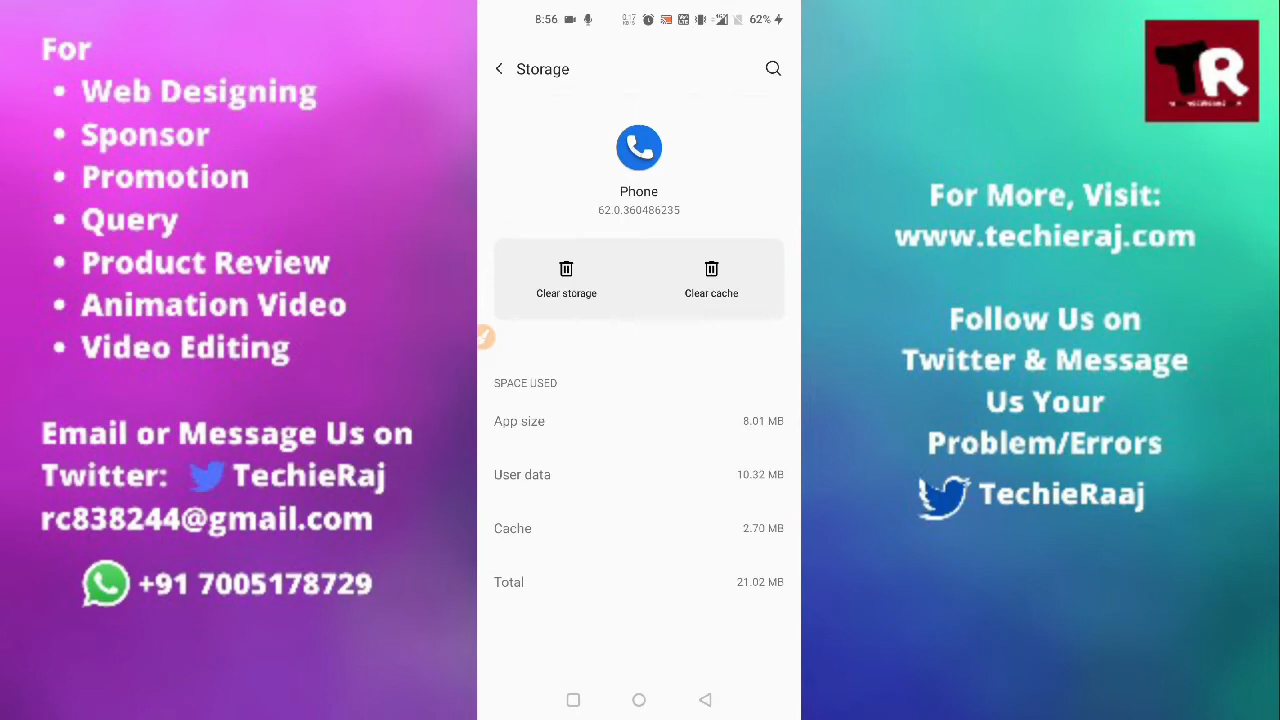 For
• Web Designing
• Sponsor
• Promotion
• Query
• Product Review
• Animation Video
• Video Editing
Email or Message Us on
Twitter: TechieRaj
rc838244@gmail.com
+91 7005178729
8:56
62%
Storage
Phone
62.0.360486235
Clear storage
Clear cache
SPACE USED
App size 8.01 MB
User data 10.32 MB
Cache 2.70 MB
Total 21.02 MB
TR
For More, Visit:
www.techieraj.com
Follow Us on
Twitter & Message
Us Your
Problem/Errors
TechieRaaj